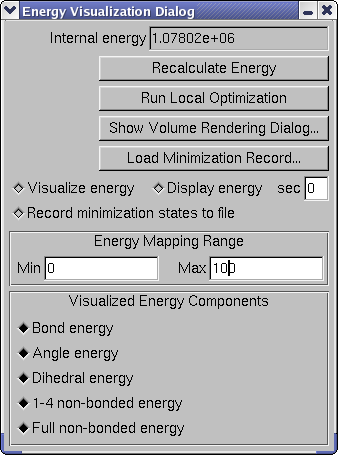 Energy Visualization Dialog
Internal energy 1.07802e+06
Recalculate Energy
Run Local Optimization
Show Volume Rendering Dialog...
Load Minimization Record...
Visualize energy Display energy sec 0
Record minimization states to file
Energy Mapping Range
Min 0 Max 100
Visualized Energy Components
Bond energy
Angle energy
Dihedral energy
1-4 non-bonded energy
Full non-bonded energy